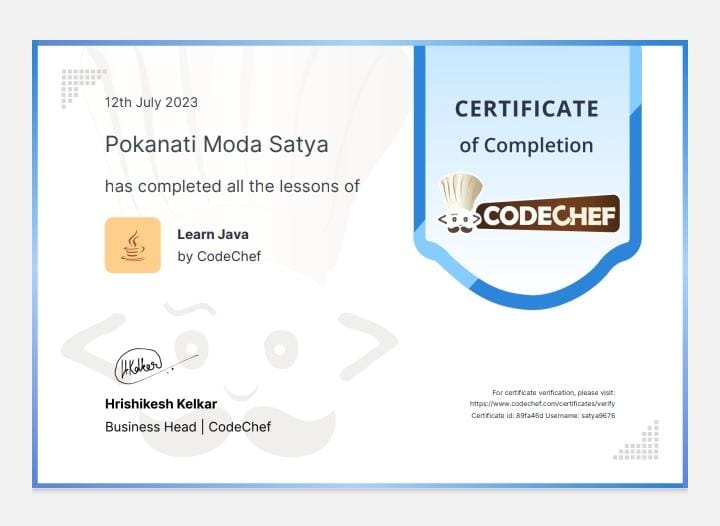 12th July 2023
Pokanati Moda Satya
has completed all the lessons of
Learn Java
by CodeChef
CERTIFICATE
of Completion
CODECHEF
H.Kelkar
Hrishikesh Kelkar
Business Head | CodeChef
For certificate verification, please visit:
https://www.codechef.com/certificates/verify
Certificate id: 89fa46d Username: satya9676